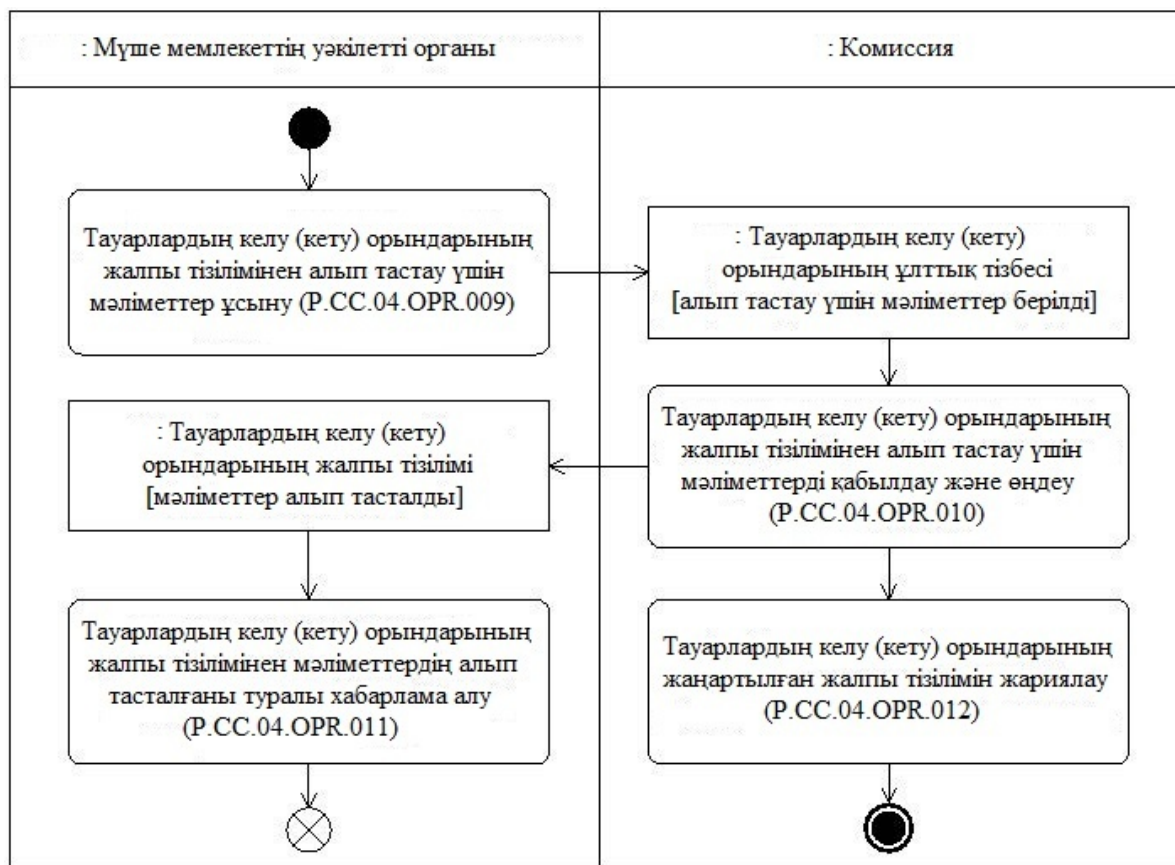 : Мүше мемлекеттің уәкілетті органы
: Комиссия
Тауарлардың келу (кету) орындарының
жалпы тізілімінен алып тастау үшін
мәліметтер ұсыну (P.CC.04.OPR.009)
: Тауарлардың келу (кету)
орындарының ұлттық тізбесі
[алып тастау үшін мәліметтер берілді]
: Тауарлардың келу (кету)
орындарының жалпы тізілімі
[мәліметтер алып тасталды]
Тауарлардың келу (кету) орындарының
жалпы тізілімінен алып тастау үшін
мәліметтерді қабылдау және өңдеу
(P.CC.04.OPR.010)
Тауарлардың келу (кету) орындарының
жалпы тізілімінен мәліметтердің алып
тасталғаны туралы хабарлама алу
(P.CC.04.OPR.011)
Тауарлардың келу (кету) орындарының
жаңартылған жалпы тізілімін жариялау
(P.CC.04.OPR.012)